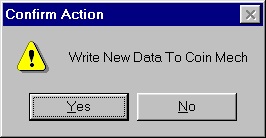 Confirm Action
Write New Data To Coin Mech
Yes No